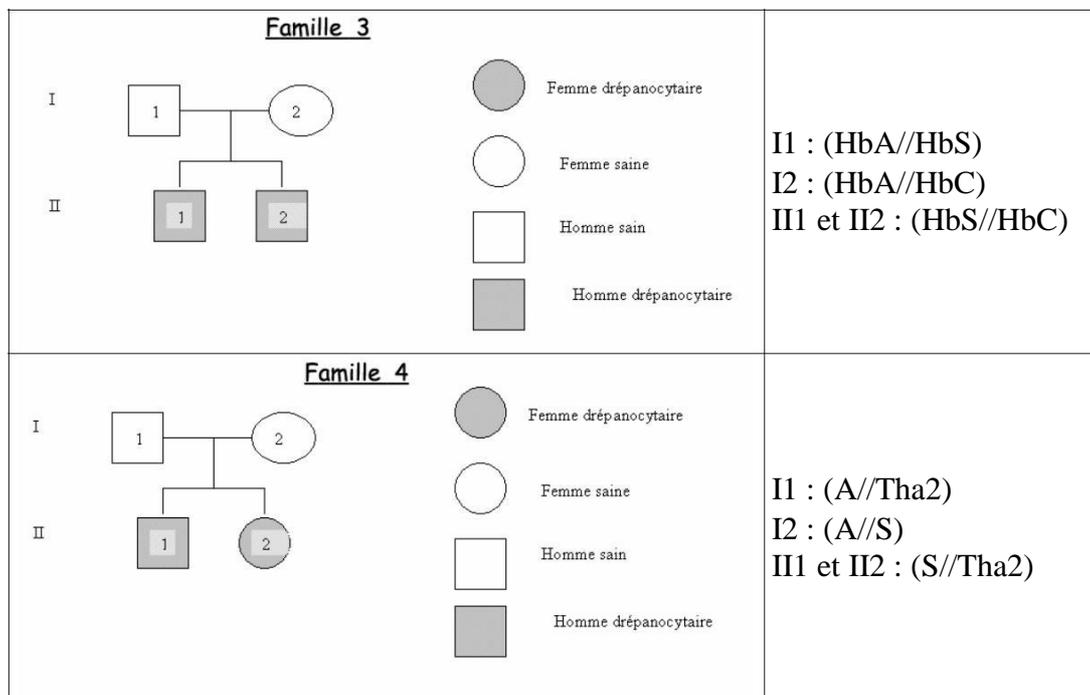 Famille 3
I
1
2
Femme drépanocytaire
Femme saine
II
1
2
Homme sain
Homme drépanocytaire
I1 : (HbA//HbS)
I2 : (HbA//HbC)
II1 et II2 : (HbS//HbC)
Famille 4
I
1
2
Femme drépanocytaire
Femme saine
II
1
2
Homme sain
Homme drépanocytaire
I1 : (A//Tha2)
I2 : (A//S)
II1 et II2 : (S//Tha2)